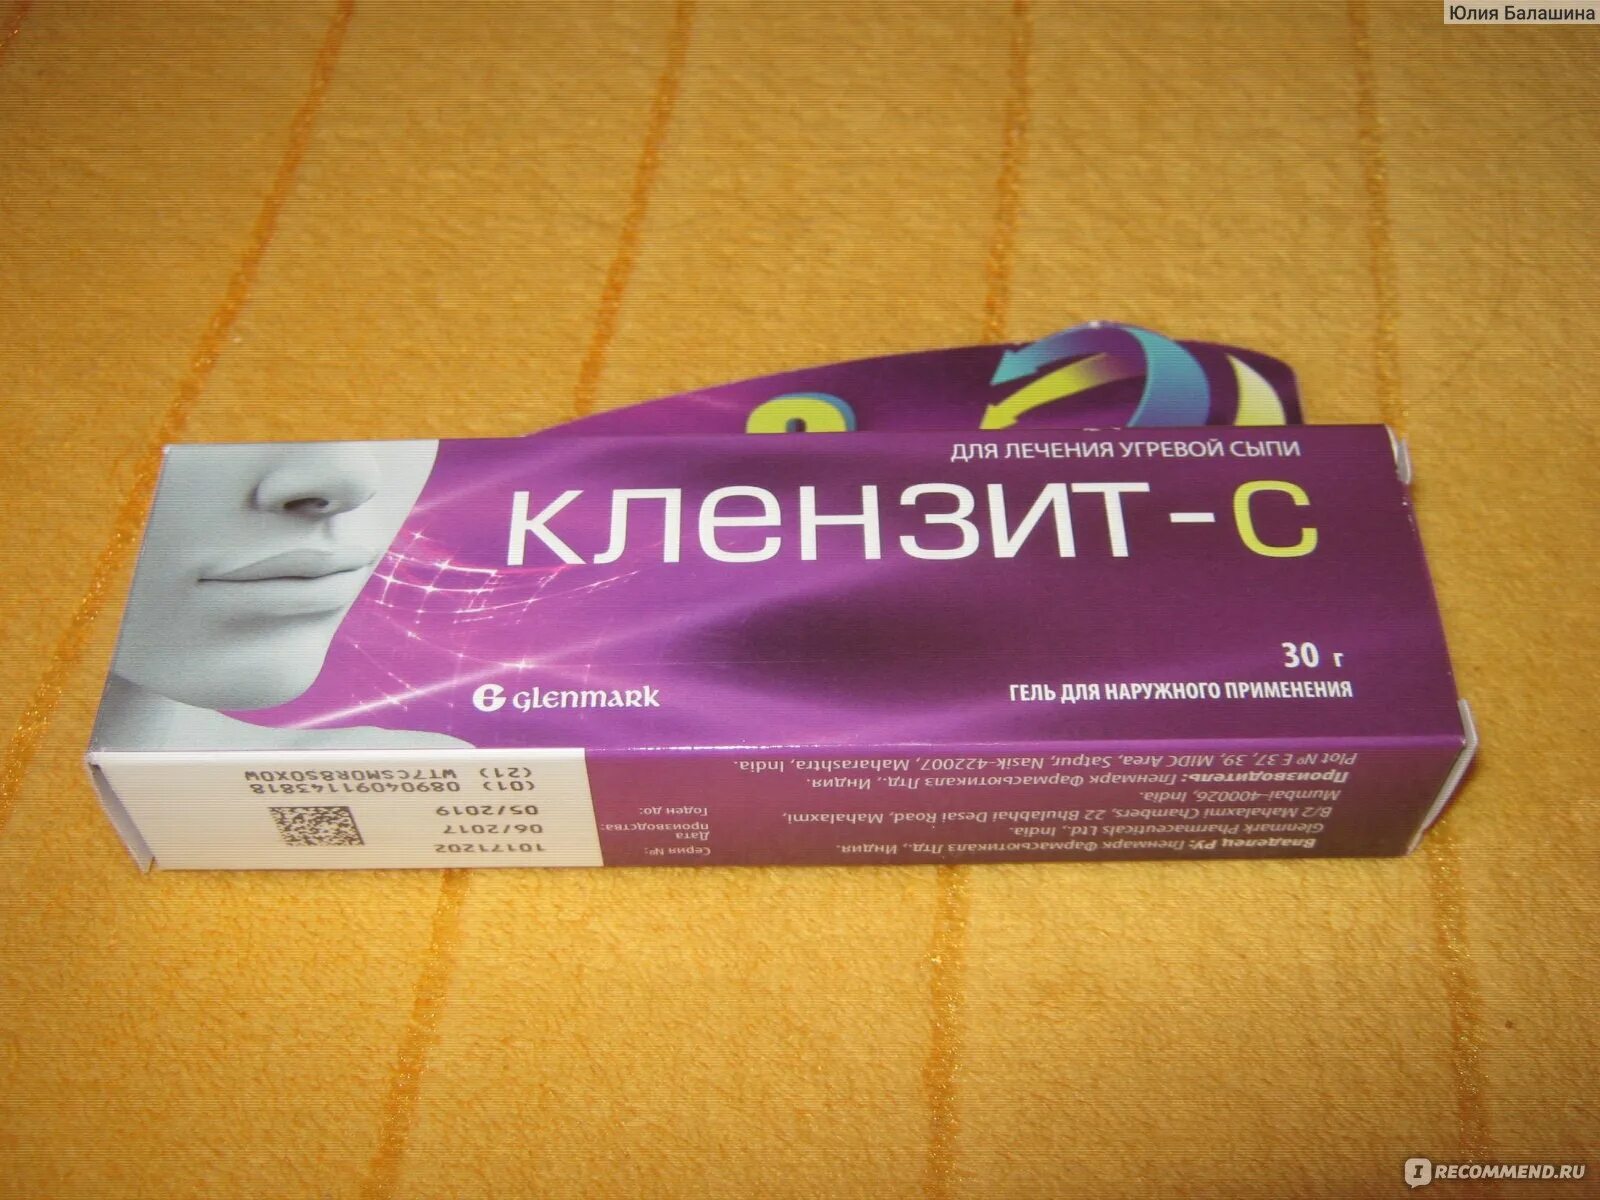 Юлия Балашина
ДЛЯ ЛЕЧЕНИЯ УГРЕВОЙ СЫПИ
КЛЕНЗИТ-С
30 г
ГЕЛЬ ДЛЯ НАРУЖНОГО ПРИМЕНЕНИЯ
Glenmark
Владелец РУ: Гленмарк Фармасьютикалз Лтд., Индия.
Glenmark Pharmaceuticals Ltd., India.
B/2 Mahalaxmi Chambers, 22 Bhulabhai Desai Road, Mahalaxmi,
Mumbai-400026, India.
Производитель: Гленмарк Фармасьютикалз Лтд., Индия.
Plot № E 37, 39, MIDC Area, Satpur, Nasik-422007, Maharashtra, India.
Серия №: 10171202
Дата
производства: 06/2017
Годен до: 05/2019
(01) 08904091143818
(21) WT7CSM0R8S0X0W
IRECOMMEND.RU